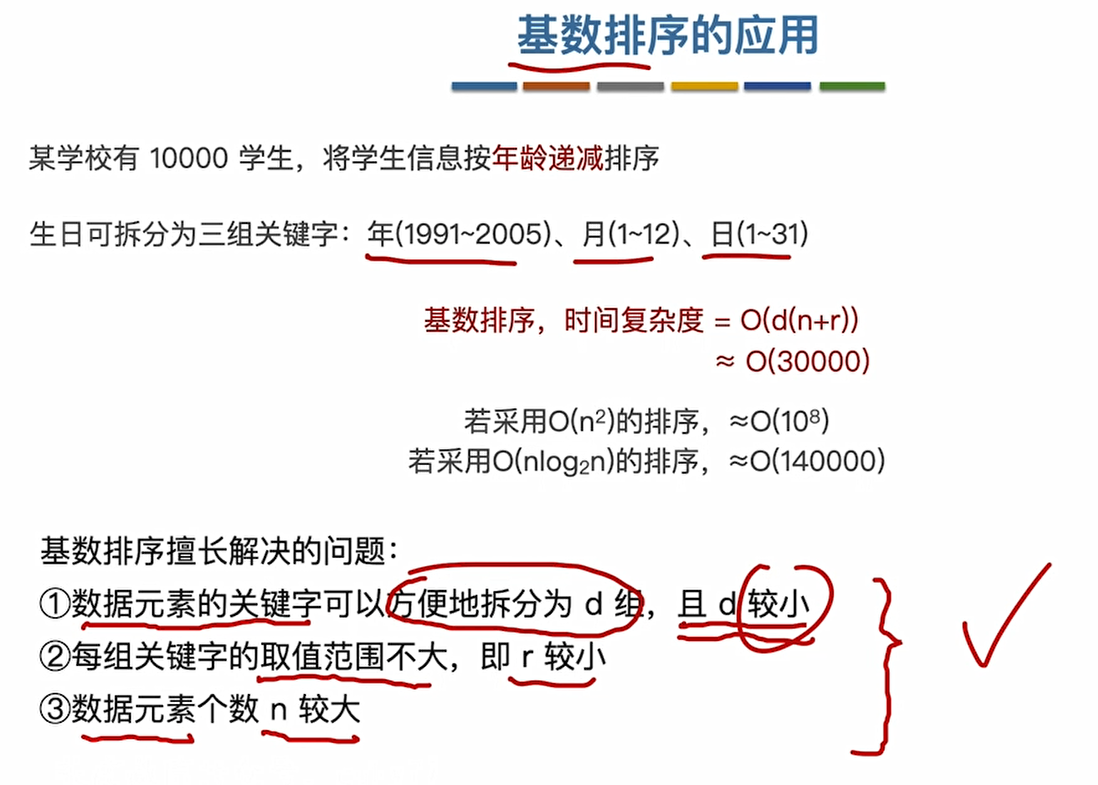 基数排序的应用
某学校有 10000 学生，将学生信息按年龄递减排序
生日可拆分为三组关键字：年(1991~2005)、月(1~12)、日(1~31)
基数排序，时间复杂度 = O(d(n+r))
≈ O(30000)
若采用O(n²)的排序，≈O(10⁸)
若采用O(nlog₂n)的排序，≈O(140000)
基数排序擅长解决的问题：
①数据元素的关键字可以方便地拆分为 d 组，且 d 较小
②每组关键字的取值范围不大，即 r 较小
③数据元素个数 n 较大